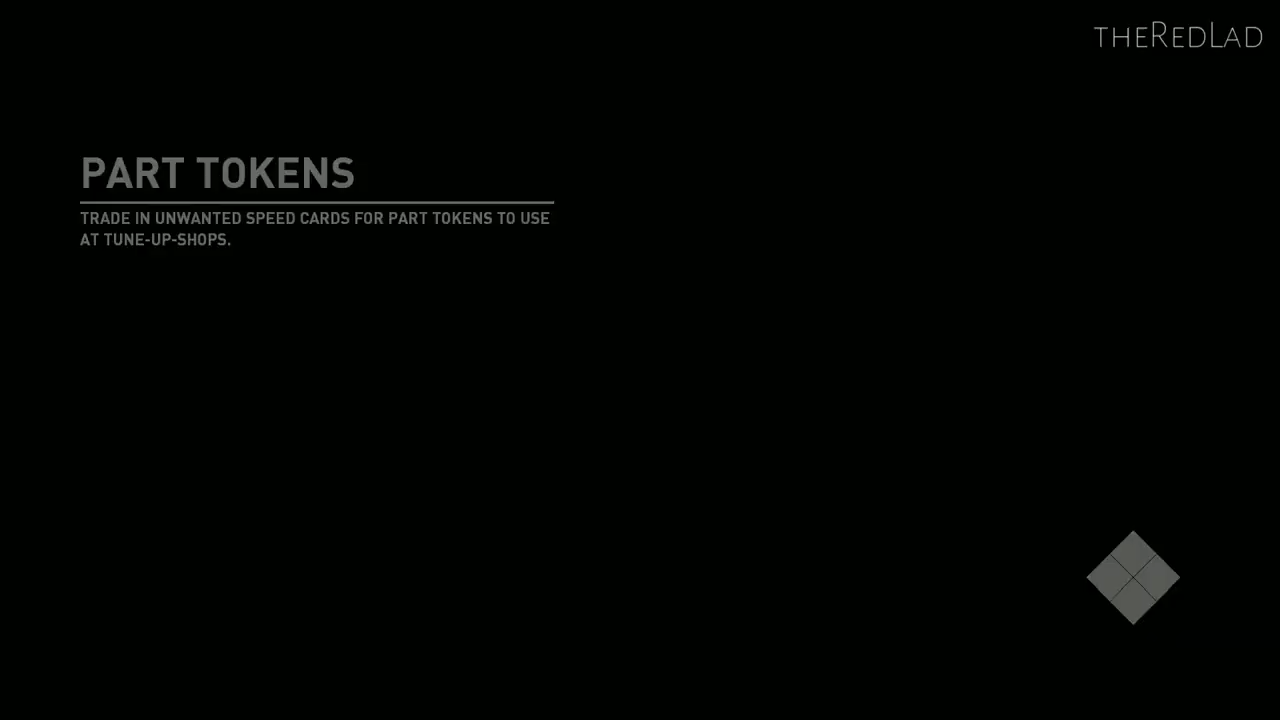 theRedLad
PART TOKENS
TRADE IN UNWANTED SPEED CARDS FOR PART TOKENS TO USE
AT TUNE-UP-SHOPS.